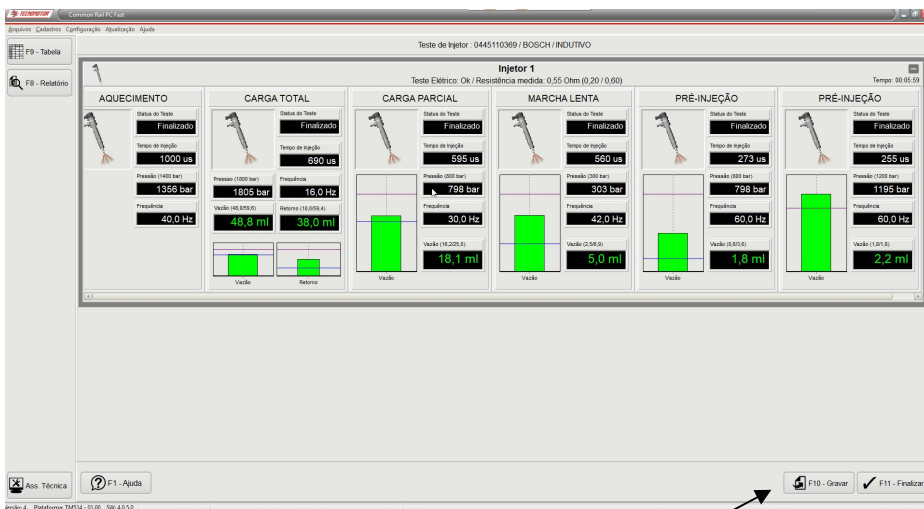 TECNOMOTOR Common Rail PC Fast
Arquivos Cadastros Configuração Atualização Ajuda
F9 - Tabela
F8 - Relatório
Teste de Injetor : 0445110369 / BOSCH / INDUTIVO
Injetor 1
Teste Elétrico: Ok / Resistência medida: 0,55 Ohm (0,20 / 0,60)
Tempo: 00:05:59
AQUECIMENTO
Status do Teste
Finalizado
Tempo de Injeção
1000 us
Pressão (1400 bar)
1356 bar
Frequência
40,0 Hz
CARGA TOTAL
Status do Teste
Finalizado
Tempo de Injeção
690 us
Pressão (1800 bar)
1805 bar
Frequência
16,0 Hz
Vazão (48,0/59,6)
48,8 ml
Retorno (18,0/59,4)
38,0 ml
Vazão
Retorno
CARGA PARCIAL
Status do Teste
Finalizado
Tempo de Injeção
595 us
Pressão (800 bar)
798 bar
Frequência
30,0 Hz
Vazão (16,2/25,0)
18,1 ml
Vazão
MARCHA LENTA
Status do Teste
Finalizado
Tempo de Injeção
560 us
Pressão (300 bar)
303 bar
Frequência
42,0 Hz
Vazão (2,5/6,9)
5,0 ml
Vazão
PRÉ-INJEÇÃO
Status do Teste
Finalizado
Tempo de Injeção
273 us
Pressão (800 bar)
798 bar
Frequência
60,0 Hz
Vazão (0,6/3,6)
1,8 ml
Vazão
PRÉ-INJEÇÃO
Status do Teste
Finalizado
Tempo de Injeção
255 us
Pressão (1200 bar)
1195 bar
Frequência
60,0 Hz
Vazão
2,2 ml
Vazão
Ass. Técnica
F1 - Ajuda
F10 - Gravar
F11 - Finalizar
Versão: 4 Plataforma: TM534 - 01.00 SW: 4.0.5.0